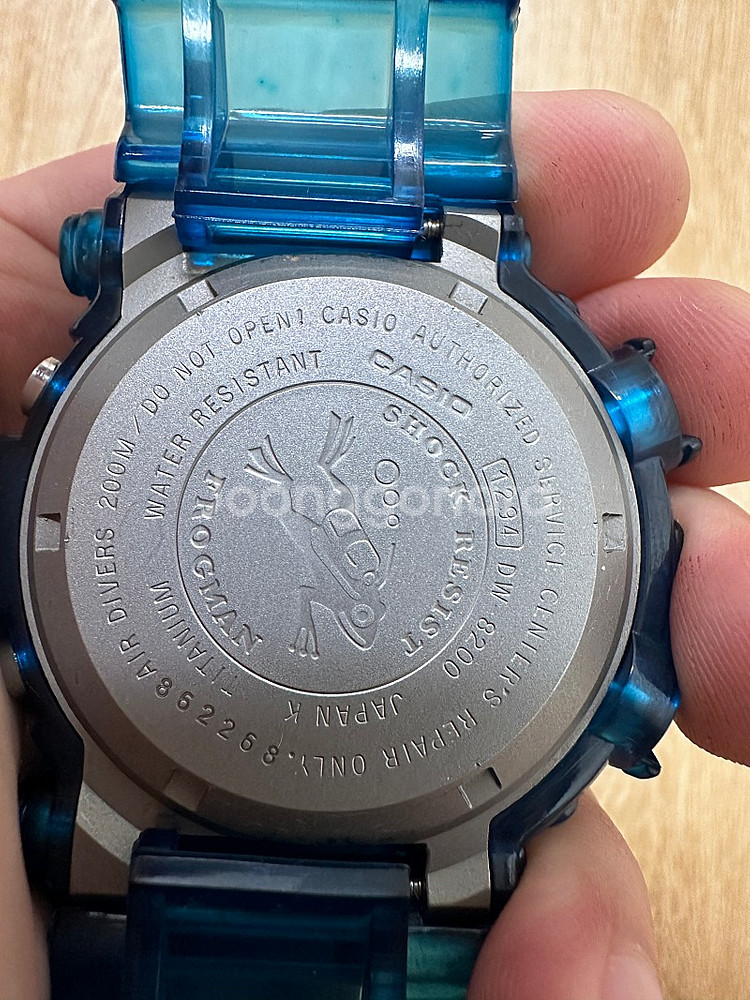 AIR DIVERS 200M / DO NOT OPEN! CASIO AUTHORIZED SERVICE CENTER'S REPAIR ONLY.
TITANIUM WATER RESISTANT CASIO 1294 DW-8200 JAPAN K
FROGMAN
SHOCK RESIST